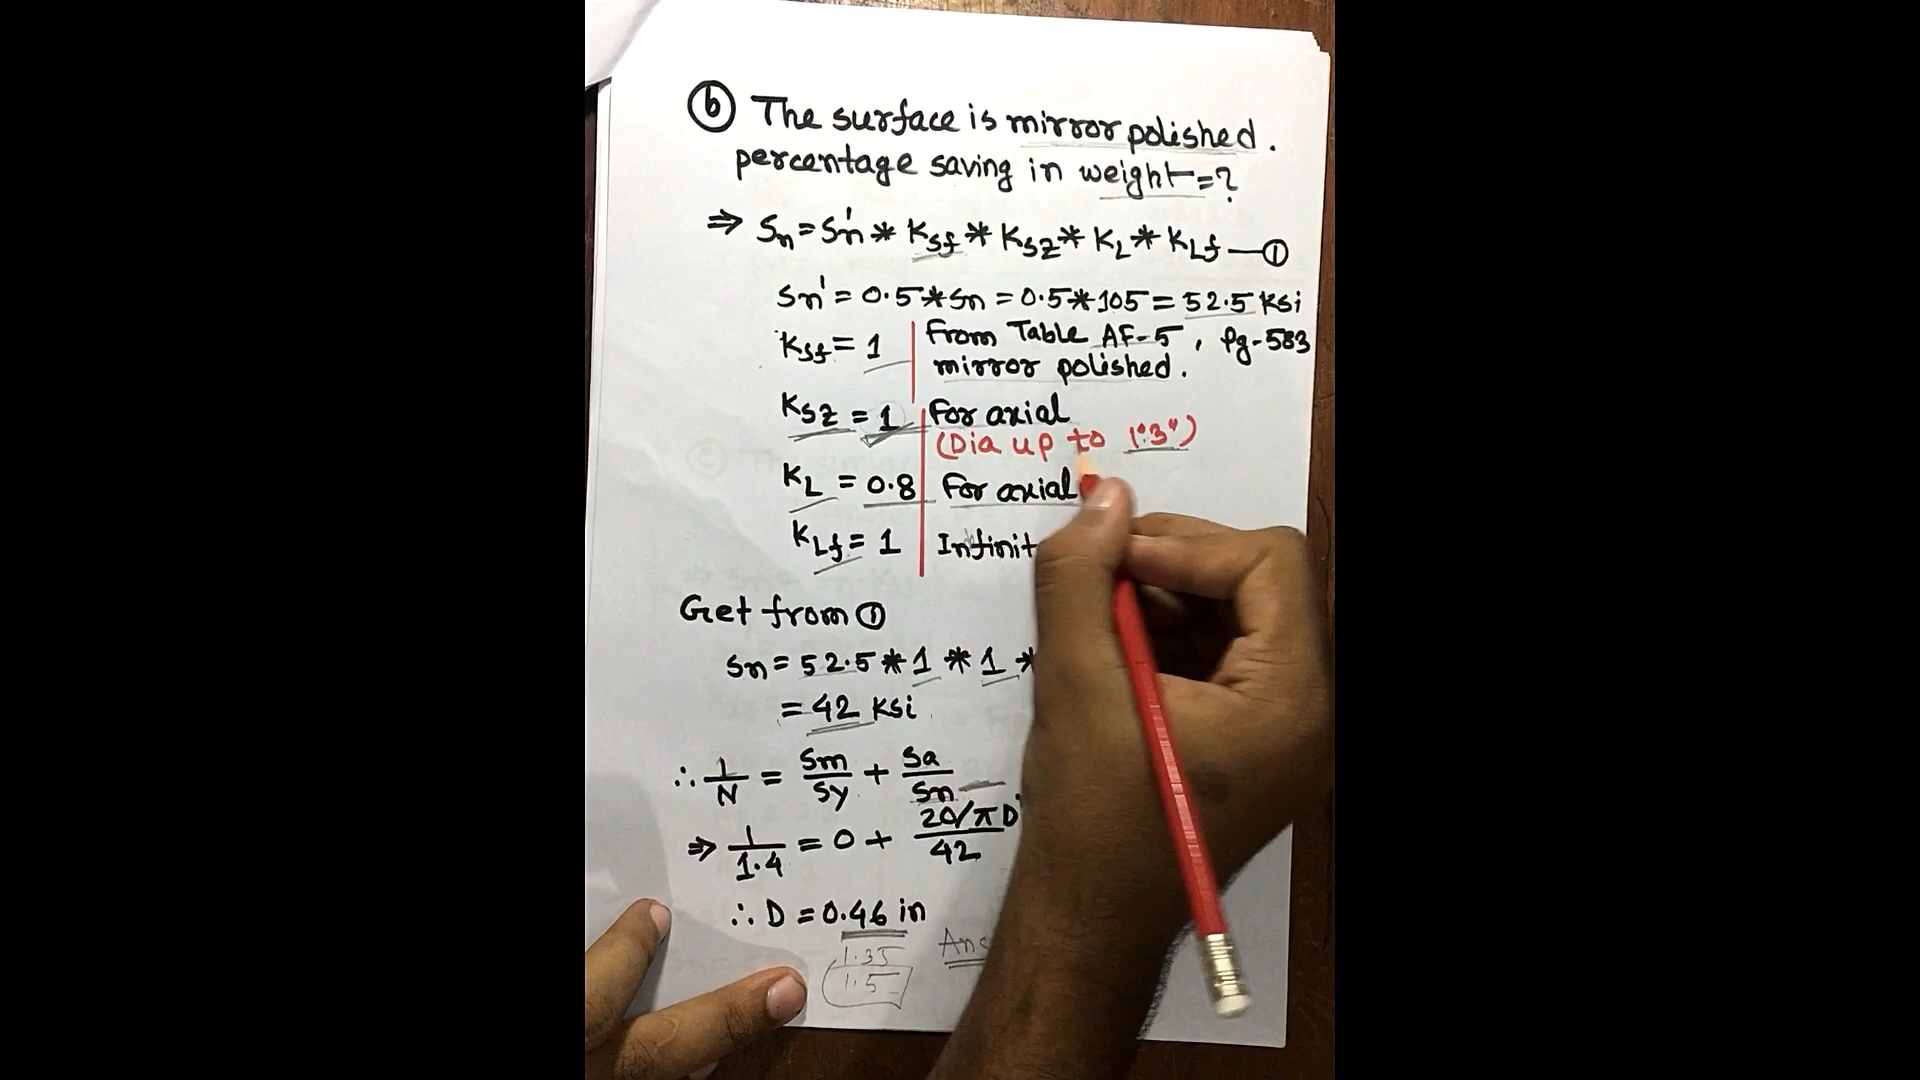 ⓑ The surface is mirror polished.
percentage saving in weight = ?
⇒ Sn = Sn' * Ksf * KSZ * KL * KLf — ①
Sn' = 0.5 * Sn = 0.5 * 105 = 52.5 Ksi
Ksf = 1 From Table AF-5, Pg-583
mirror polished.
KSZ = 1 For axial
(Dia up to 1.3")
KL = 0.8 For axial
KLf = 1
Get from ①
Sn = 52.5 * 1 * 1 *
= 42 Ksi
∴ 1/N = Sm/Sy + Sa/Sn
⇒ 1/1.4 = 0 + 20/πD / 42
∴ D = 0.46 in
1.35
1.5